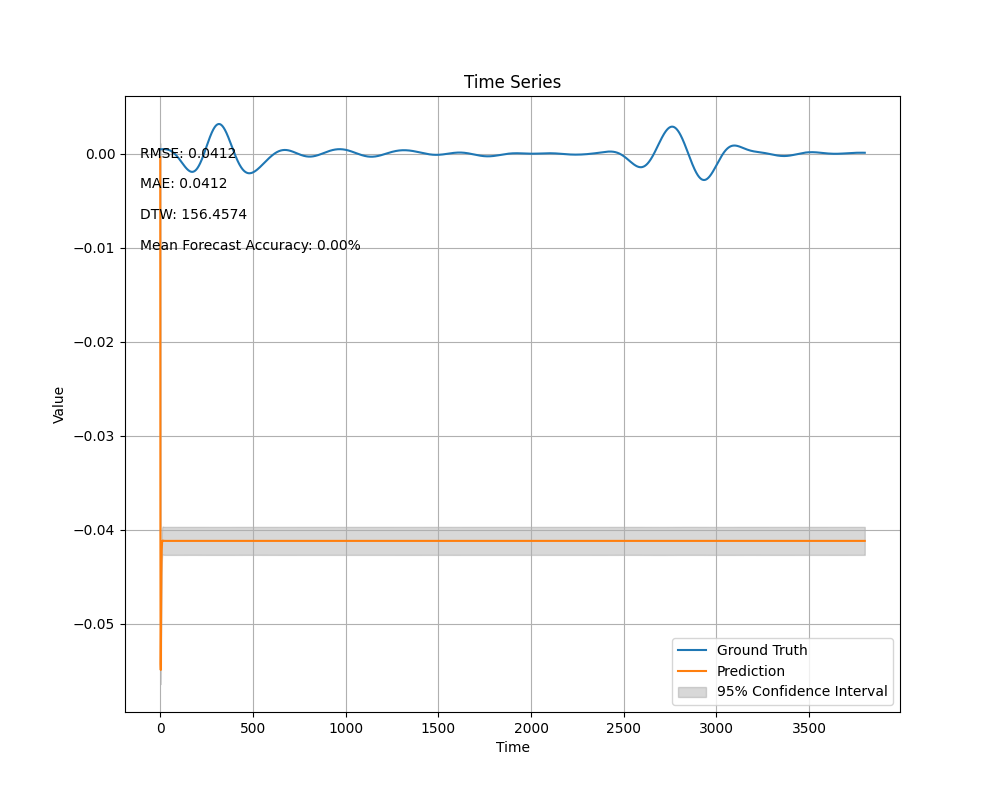 Time Series
RMSE: 0.0412
MAE: 0.0412
DTW: 156.4574
Mean Forecast Accuracy: 0.00%
0.00
−0.01
−0.02
−0.03
−0.04
−0.05
Value
0 500 1000 1500 2000 2500 3000 3500
Time
Ground Truth
Prediction
95% Confidence Interval